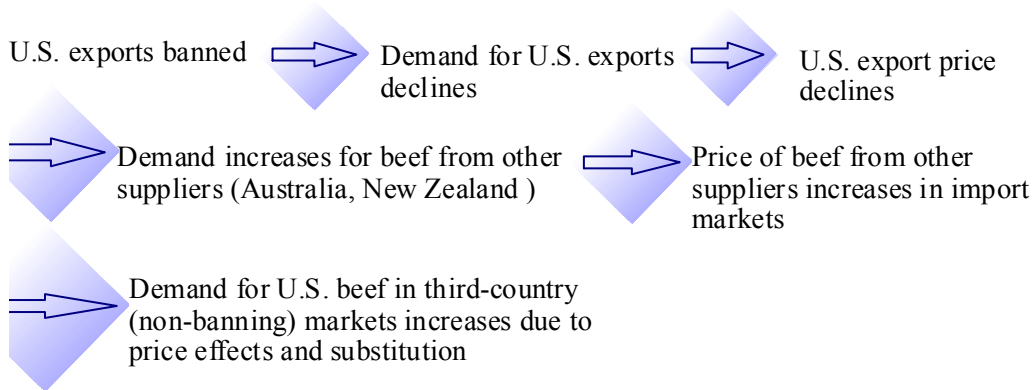 U.S. exports banned
Demand for U.S. exports
declines
U.S. export price
declines
Demand increases for beef from other
suppliers (Australia, New Zealand )
Price of beef from other
suppliers increases in import
markets
Demand for U.S. beef in third-country
(non-banning) markets increases due to
price effects and substitution